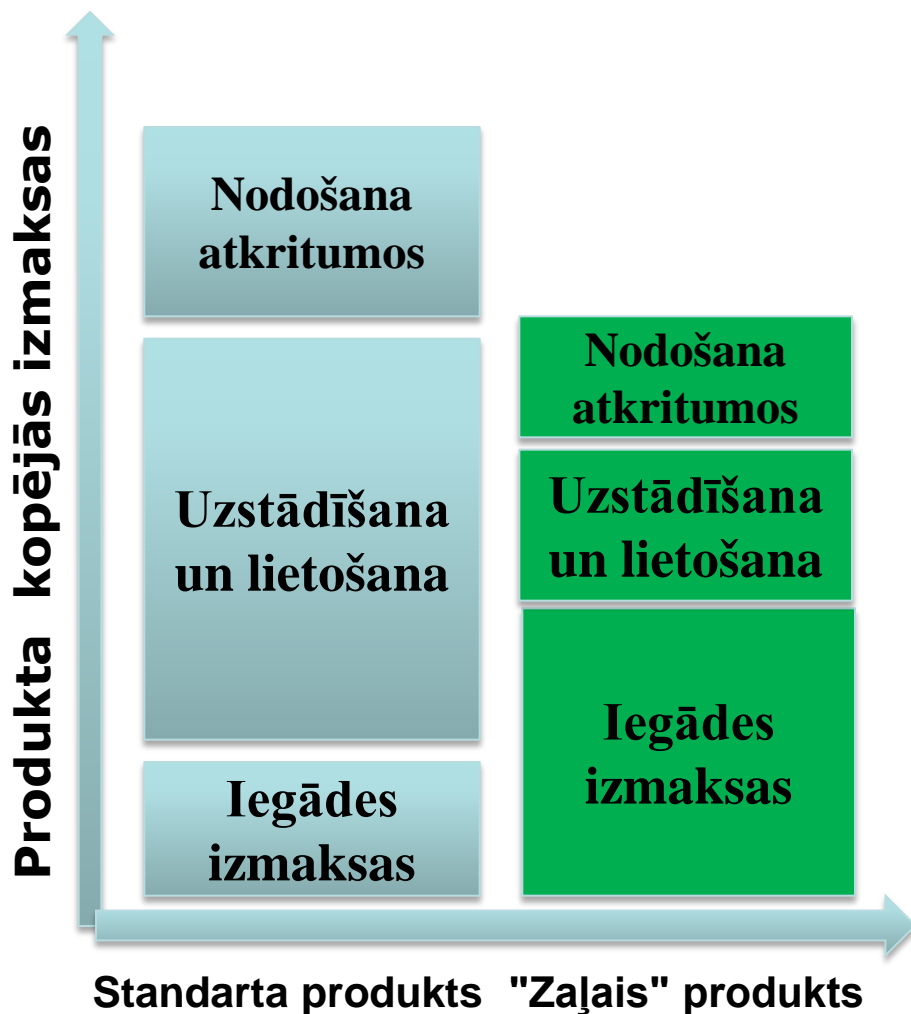 Produkta kopējās izmaksas
Nodošana
atkritumos
Uzstādīšana
un lietošana
Iegādes
izmaksas
Nodošana
atkritumos
Uzstādīšana
un lietošana
Iegādes
izmaksas
Standarta produkts
"Zaļais" produkts